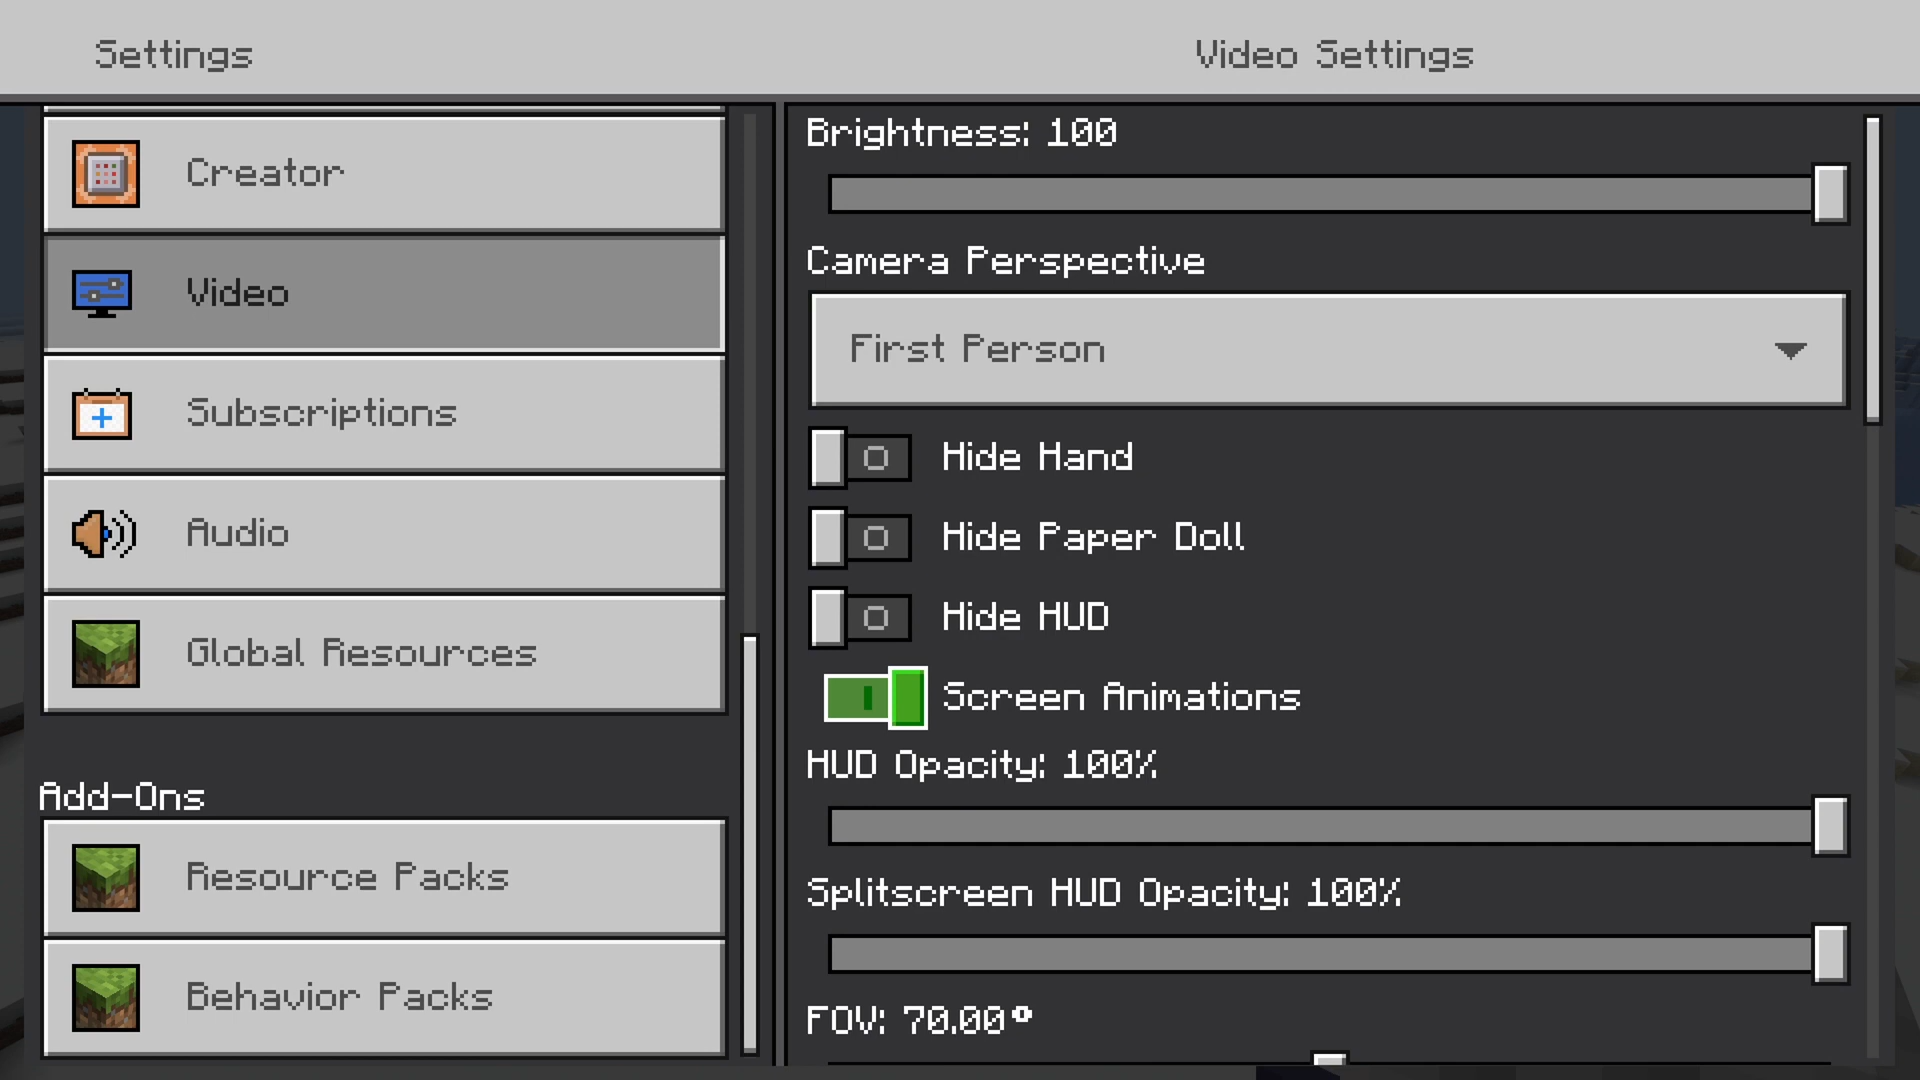 Settings
Video Settings
Creator
Video
Subscriptions
Audio
Global Resources
Add-Ons
Resource Packs
Behavior Packs
Brightness: 100
Camera Perspective
First Person
Hide Hand
Hide Paper Doll
Hide HUD
Screen Animations
HUD Opacity: 100%
Splitscreen HUD Opacity: 100%
FOV: 70.00°